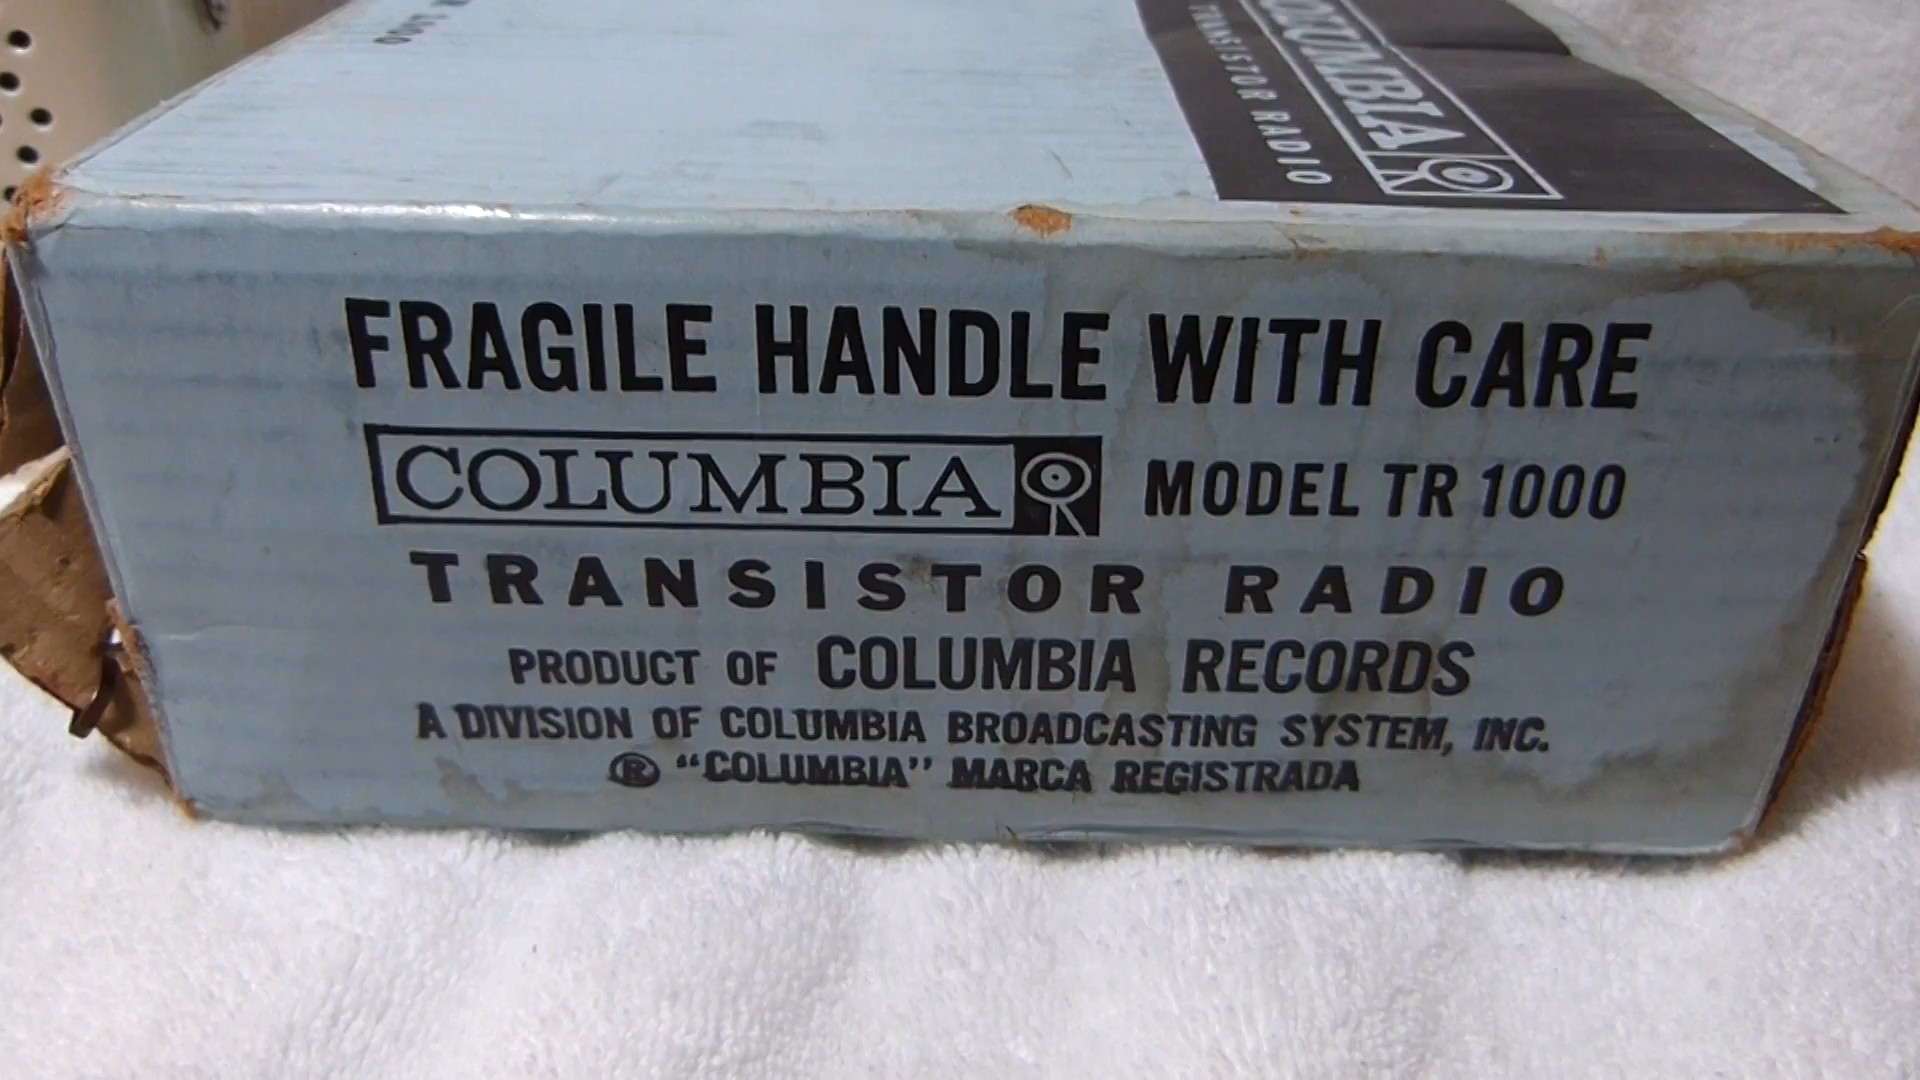 COLUMBIA
TRANSISTOR RADIO
FRAGILE HANDLE WITH CARE
COLUMBIA MODEL TR 1000
TRANSISTOR RADIO
PRODUCT OF COLUMBIA RECORDS
A DIVISION OF COLUMBIA BROADCASTING SYSTEM, INC.
® “COLUMBIA” MARCA REGISTRADA